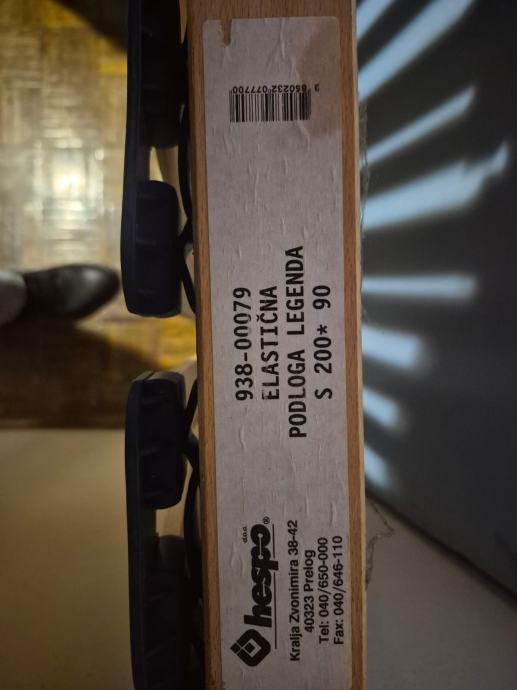 hespo®
d.o.o.
Kralja Zvonimira 38-42
40323 Prelog
Tel: 040/650-000
Fax: 040/646-110
938-00079
ELASTIČNA
PODLOGA LEGENDA
S 200* 90
3 850232 077700